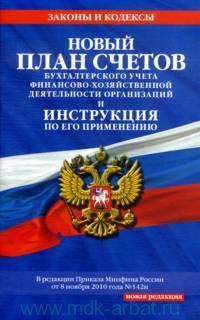 ЗАКОНЫ И КОДЕКСЫ
НОВЫЙ
ПЛАН СЧЕТОВ
БУХГАЛТЕРСКОГО УЧЕТА
ФИНАНСОВО-ХОЗЯЙСТВЕННОЙ
ДЕЯТЕЛЬНОСТИ ОРГАНИЗАЦИЙ
И
ИНСТРУКЦИЯ
ПО ЕГО ПРИМЕНЕНИЮ
В редакции Приказа Минфина России
от 8 ноября 2010 года №142н
новая редакция
www.mdk-arbat.ru